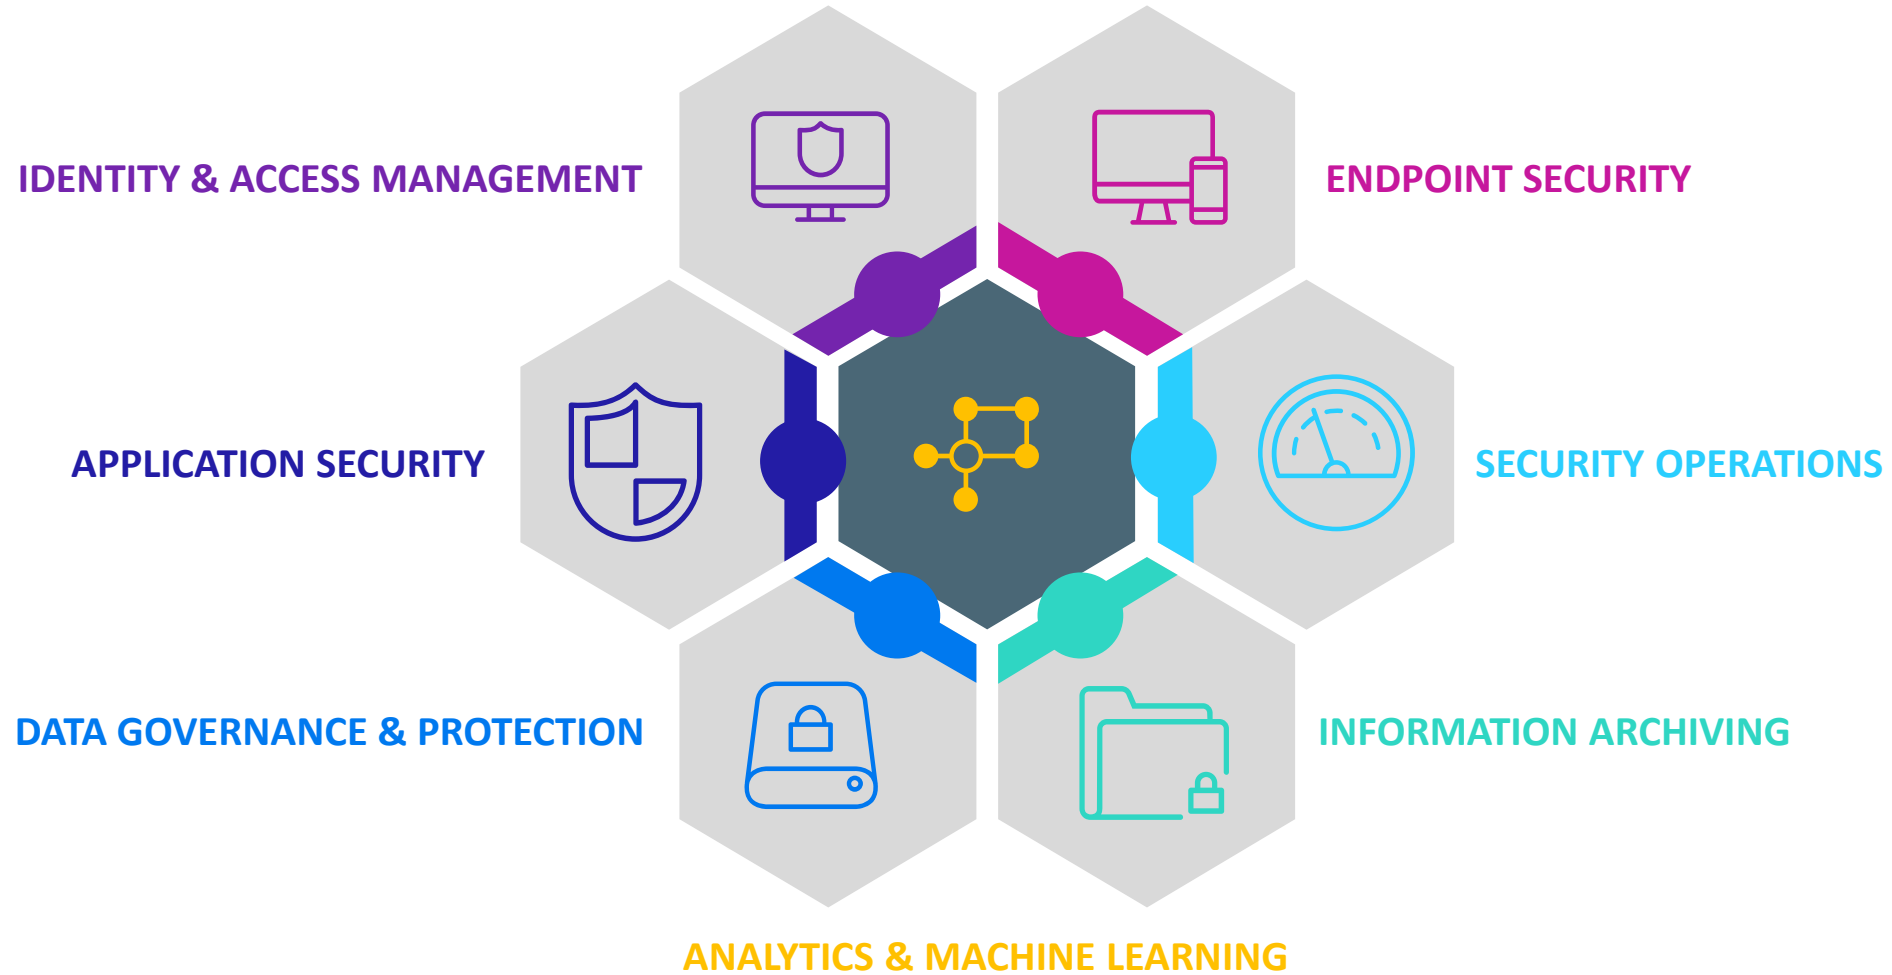 IDENTITY & ACCESS MANAGEMENT
ENDPOINT SECURITY
APPLICATION SECURITY
SECURITY OPERATIONS
DATA GOVERNANCE & PROTECTION
INFORMATION ARCHIVING
ANALYTICS & MACHINE LEARNING